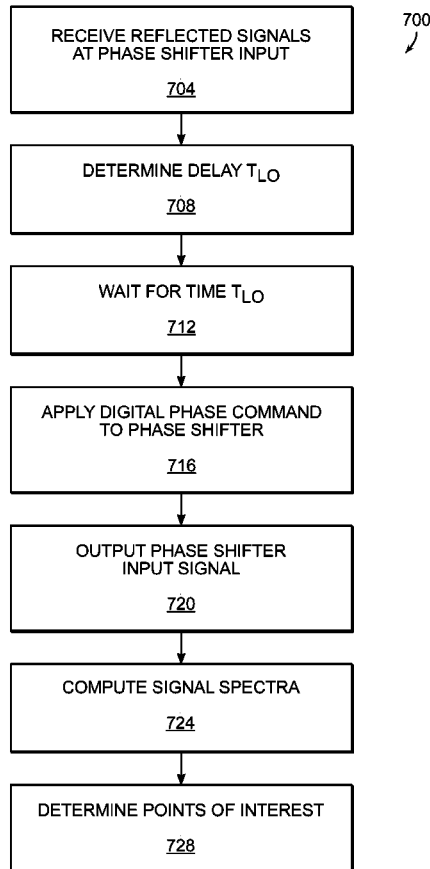 700
RECEIVE REFLECTED SIGNALS
AT PHASE SHIFTER INPUT
704
DETERMINE DELAY TLO
708
WAIT FOR TIME TLO
712
APPLY DIGITAL PHASE COMMAND
TO PHASE SHIFTER
716
OUTPUT PHASE SHIFTER
INPUT SIGNAL
720
COMPUTE SIGNAL SPECTRA
724
DETERMINE POINTS OF INTEREST
728